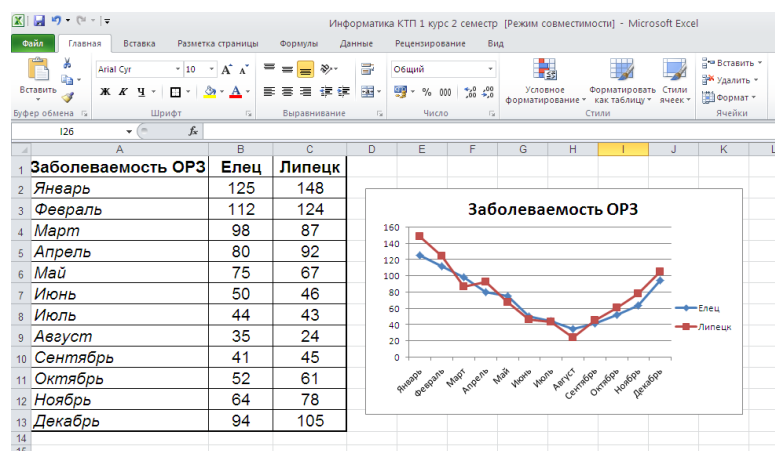 Информатика КТП 1 курс 2 семестр [Режим совместимости] - Microsoft Excel
Файл Главная Вставка Разметка страницы Формулы Данные Рецензирование Вид
Arial Cyr 10 А А Общий Вставить
Вставить Ж К Ч % 000 Условное форматирование Форматировать как таблицу Стили ячеек Удалить
Формат
Буфер обмена Шрифт Выравнивание Число Стили Ячейки
I26 fx
A B C D E F G H I J K
1 Заболеваемость ОРЗ Елец Липецк
2 Январь 125 148
3 Февраль 112 124
4 Март 98 87
5 Апрель 80 92
6 Май 75 67
7 Июнь 50 46
8 Июль 44 43
9 Август 35 24
10 Сентябрь 41 45
11 Октябрь 52 61
12 Ноябрь 64 78
13 Декабрь 94 105
14
Заболеваемость ОРЗ
160
140
120
100
80
60
40
20
0
Январь Февраль Март Апрель Май Июнь Июль Август Сентябрь Октябрь Ноябрь Декабрь
Елец
Липецк